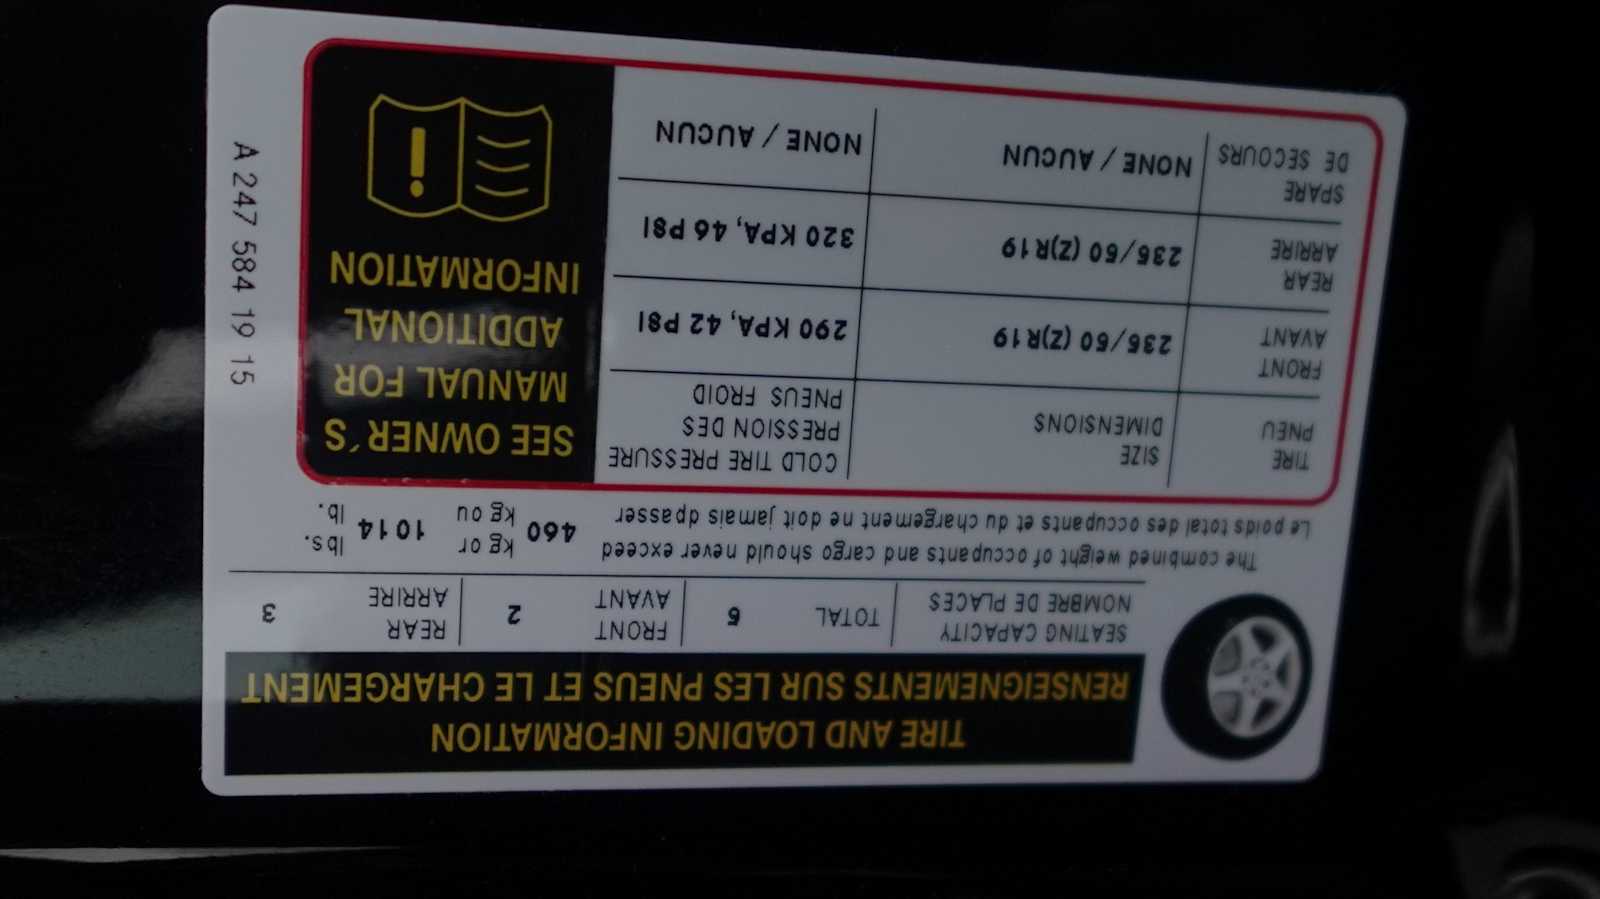 TIRE AND LOADING INFORMATION
RENSEIGNEMENTS SUR LES PNEUS ET LE CHARGEMENT
SEATING CAPACITY TOTAL 5 FRONT 2 REAR 3
NOMBRE DE PLACES AVANT ARRIRE
The combined weight of occupants and cargo should never exceed 460 kg or 1014 lbs.
Le poids total des occupants et du chargement ne doit jamais dpasser kg ou lb.
TIRE SIZE COLD TIRE PRESSURE
PNEU DIMENSIONS PRESSION DES
PNEUS FROID
FRONT 235/50 (Z)R19 290 KPA, 42 PSI
AVANT
REAR 235/50 (Z)R19 320 KPA, 46 PSI
ARRIRE
SPARE NONE / AUCUN NONE / AUCUN
DE SECOURS
SEE OWNER'S
MANUAL FOR
ADDITIONAL
INFORMATION
A 247 584 19 15